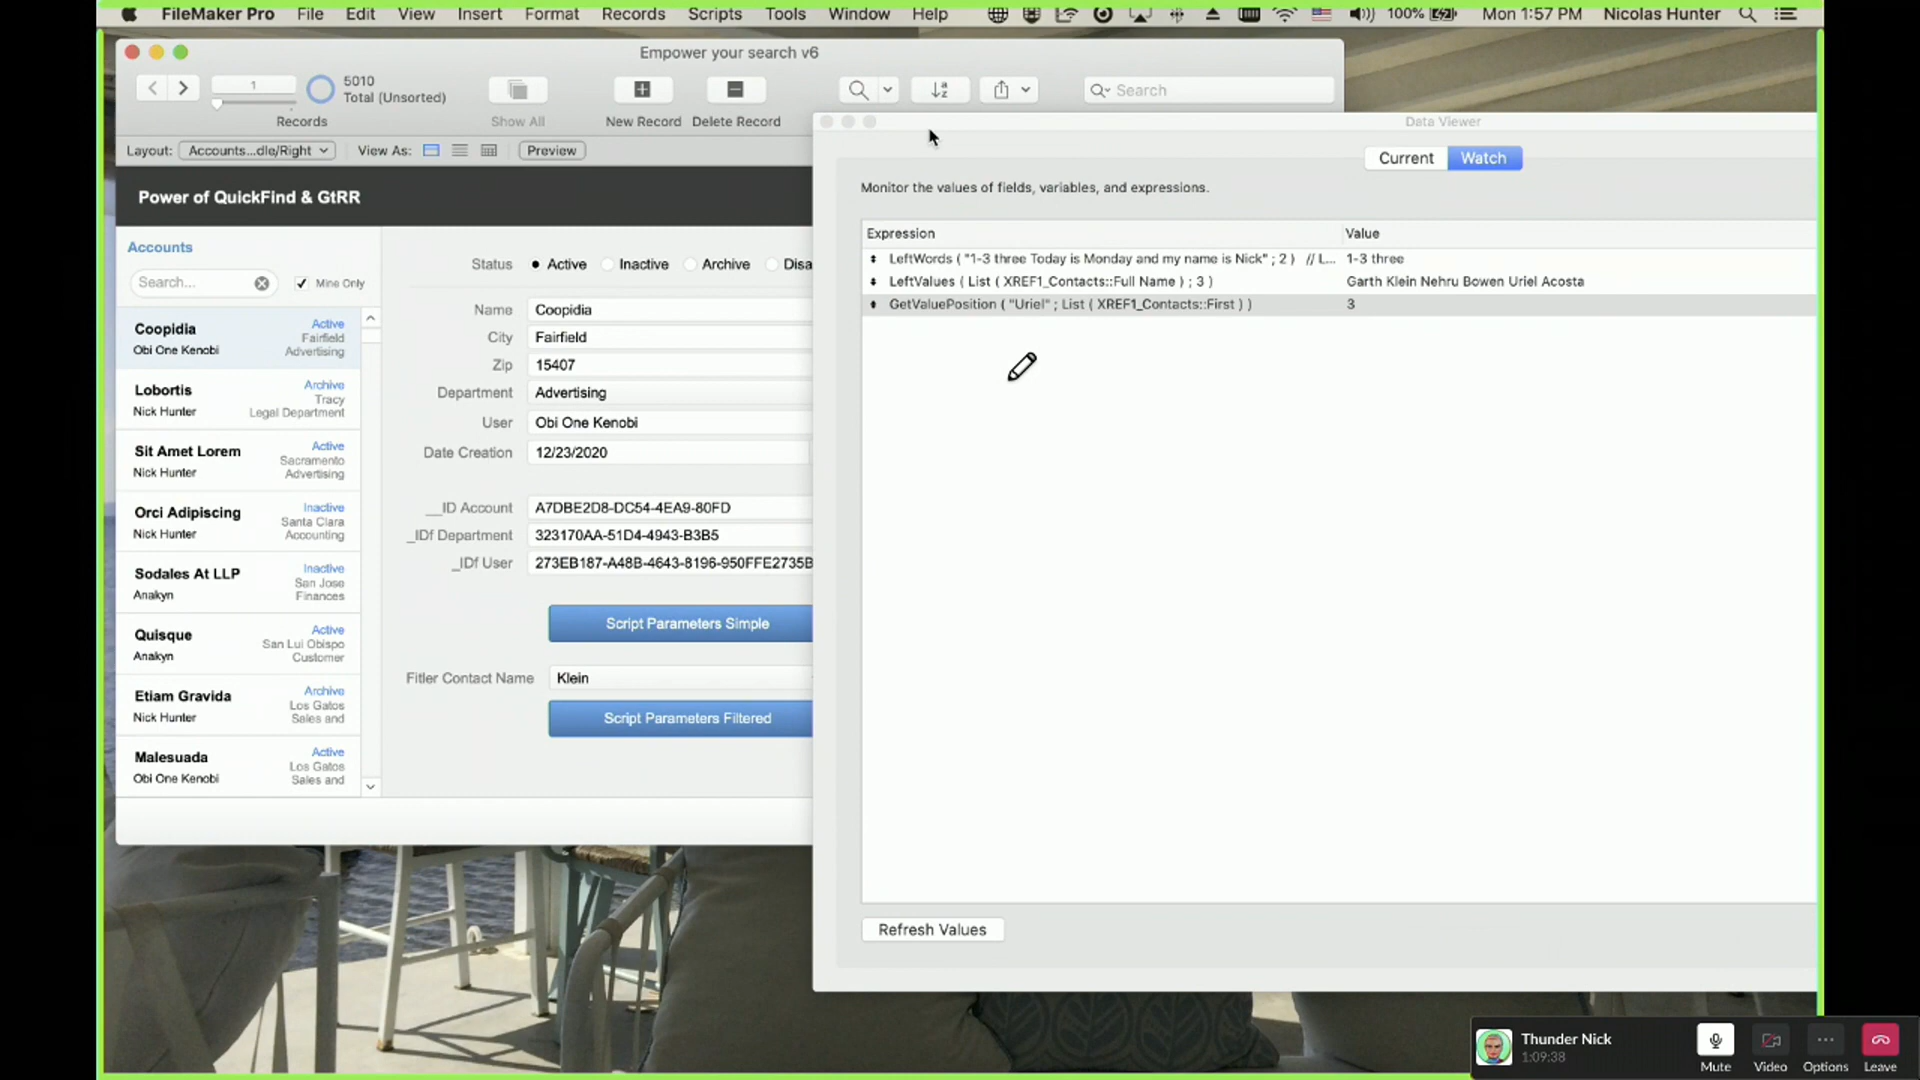 FileMaker Pro File Edit View Insert Format Records Scripts Tools Window Help 100% Mon 1:57 PM Nicolas Hunter
Empower your search v6
1
5010
Total (Unsorted)
Search
Records Show All New Record Delete Record
Layout: Accounts...dle/Right View As: Preview
Power of QuickFind & GtRR
Accounts
Search... Mine Only
Coopidia Active
Fairfield
Obi One Kenobi Advertising
Lobortis Archive
Tracy
Nick Hunter Legal Department
Sit Amet Lorem Active
Sacramento
Nick Hunter Advertising
Orci Adipiscing Inactive
Santa Clara
Nick Hunter Accounting
Sodales At LLP Inactive
San Jose
Anakyn Finances
Quisque Active
San Lui Obispo
Anakyn Customer
Etiam Gravida Archive
Los Gatos
Nick Hunter Sales and
Malesuada Active
Los Gatos
Obi One Kenobi Sales and
Status Active Inactive Archive Disa
Name Coopidia
City Fairfield
Zip 15407
Department Advertising
User Obi One Kenobi
Date Creation 12/23/2020
__ID Account A7DBE2D8-DC54-4EA9-80FD
_IDf Department 323170AA-51D4-4943-B3B5
_IDf User 273EB187-A48B-4643-8196-950FFE2735B
Script Parameters Simple
Fitler Contact Name Klein
Script Parameters Filtered
Data Viewer
Current Watch
Monitor the values of fields, variables, and expressions.
Expression Value
LeftWords ( "1-3 three Today is Monday and my name is Nick" ; 2 ) // L... 1-3 three
LeftValues ( List ( XREF1_Contacts::Full Name ) ; 3 ) Garth Klein Nehru Bowen Uriel Acosta
GetValuePosition ( "Uriel" ; List ( XREF1_Contacts::First ) ) 3
Refresh Values
Thunder Nick
1:09:38
Mute Video Options Leave